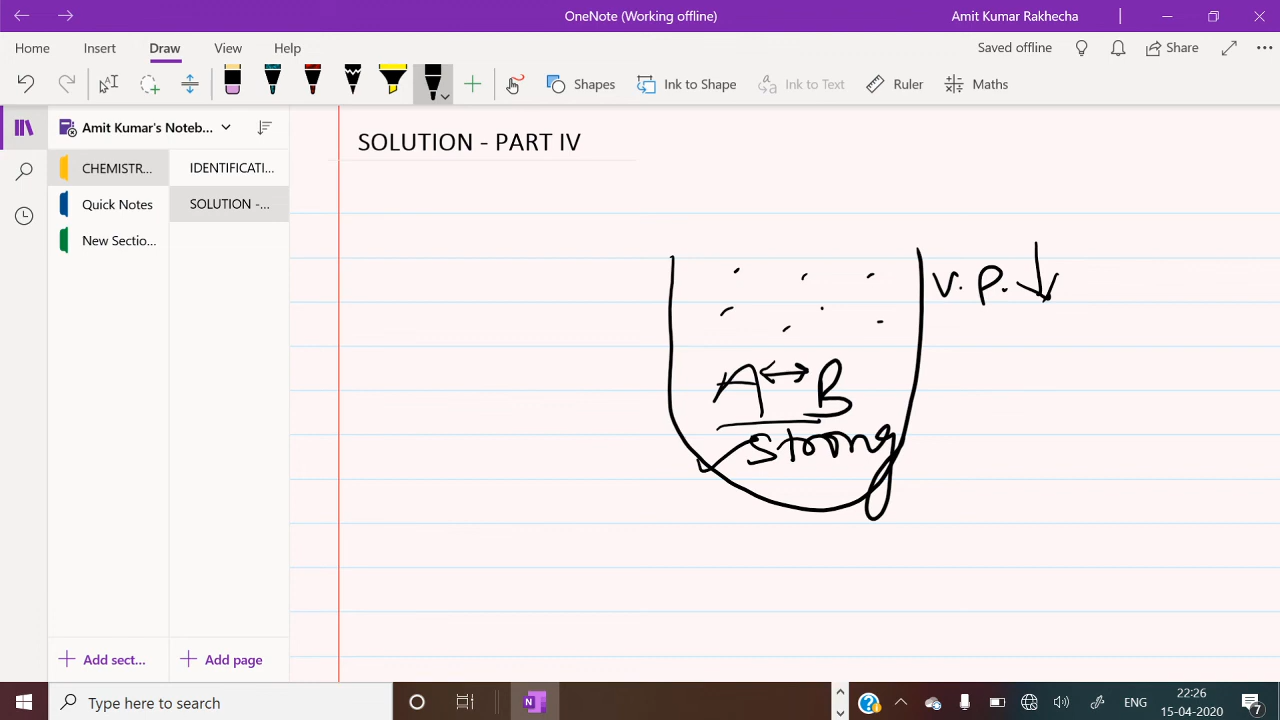 OneNote (Working offline)
Amit Kumar Rakhecha
Home Insert Draw View Help
Saved offline
Share
Shapes
Ink to Shape
Ink to Text
Ruler
Maths
Amit Kumar's Noteb...
CHEMISTR...
Quick Notes
New Sectio...
IDENTIFICATI...
SOLUTION -...
SOLUTION - PART IV
v.p. ↓
A ↔ B
strong
Add sect...
Add page
Type here to search
ENG
22:26
15-04-2020
7